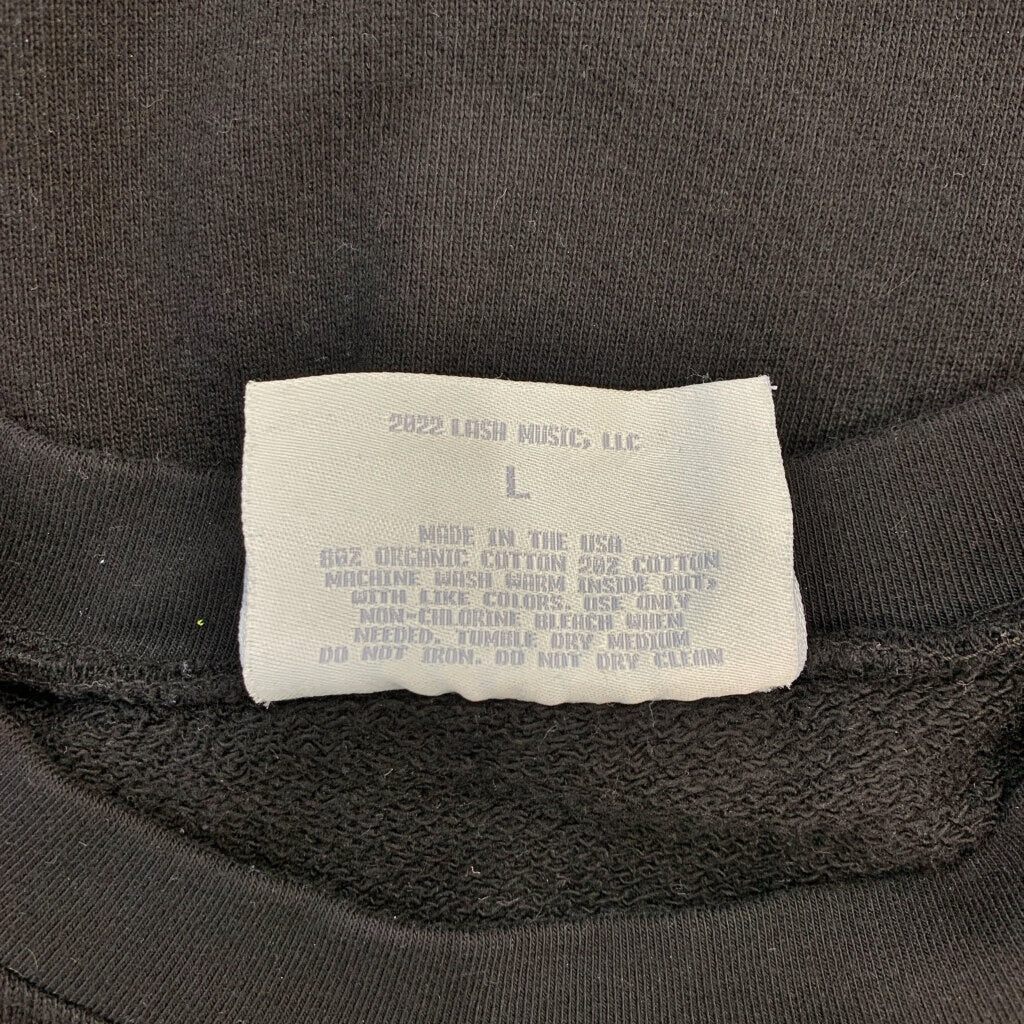 2022 LASH MUSIC, LLC
L
MADE IN THE USA
80% ORGANIC COTTON 20% COTTON
MACHINE WASH WARM INSIDE OUT,
WITH LIKE COLORS. USE ONLY
NON-CHLORINE BLEACH WHEN
NEEDED. TUMBLE DRY MEDIUM
DO NOT IRON. DO NOT DRY CLEAN